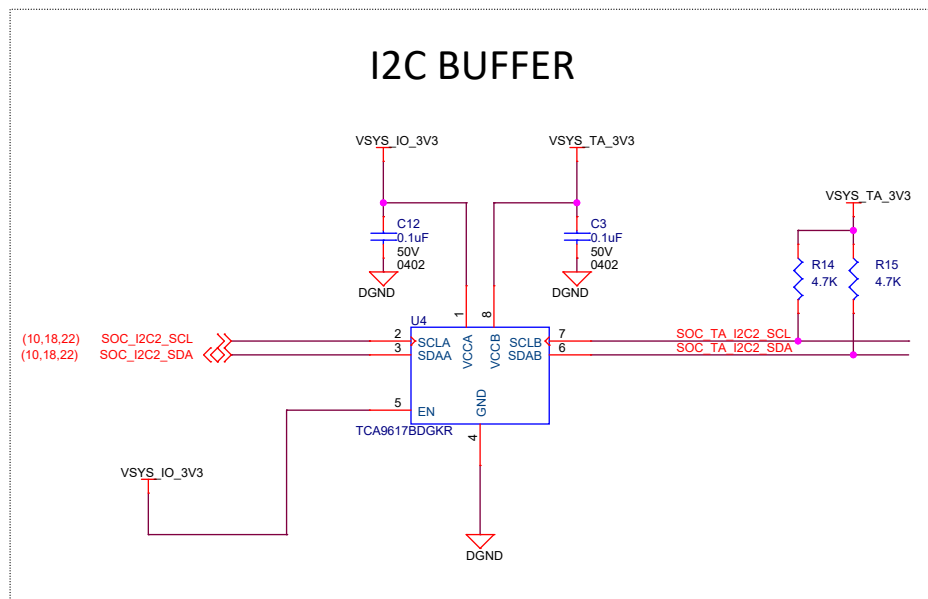 I2C BUFFER
VSYS_IO_3V3
VSYS_TA_3V3
VSYS_TA_3V3
C12
0.1uF
50V
0402
C3
0.1uF
50V
0402
DGND
DGND
R14
4.7K
R15
4.7K
U4
1
8
(10,18,22) SOC_I2C2_SCL
2
SCLA
VCCA
VCCB
SCLB
7
SOC_TA_I2C2_SCL
(10,18,22) SOC_I2C2_SDA
3
SDAA
SDAB
6
SOC_TA_I2C2_SDA
5
EN
GND
TCA9617BDGKR
4
VSYS_IO_3V3
DGND